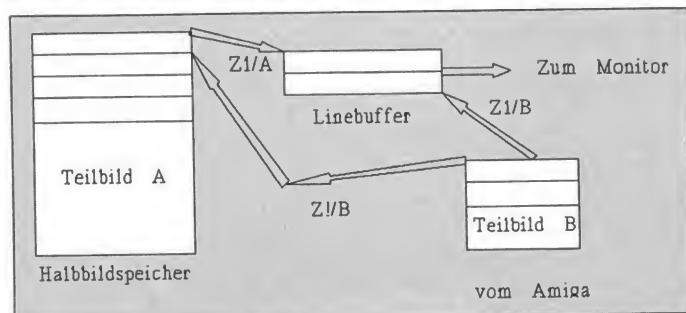 Z1/A
Zum Monitor
Linebuffer
Z1/B
Teilbild A
Z!/B
Teilbild B
Halbbildspeicher
vom Amiga